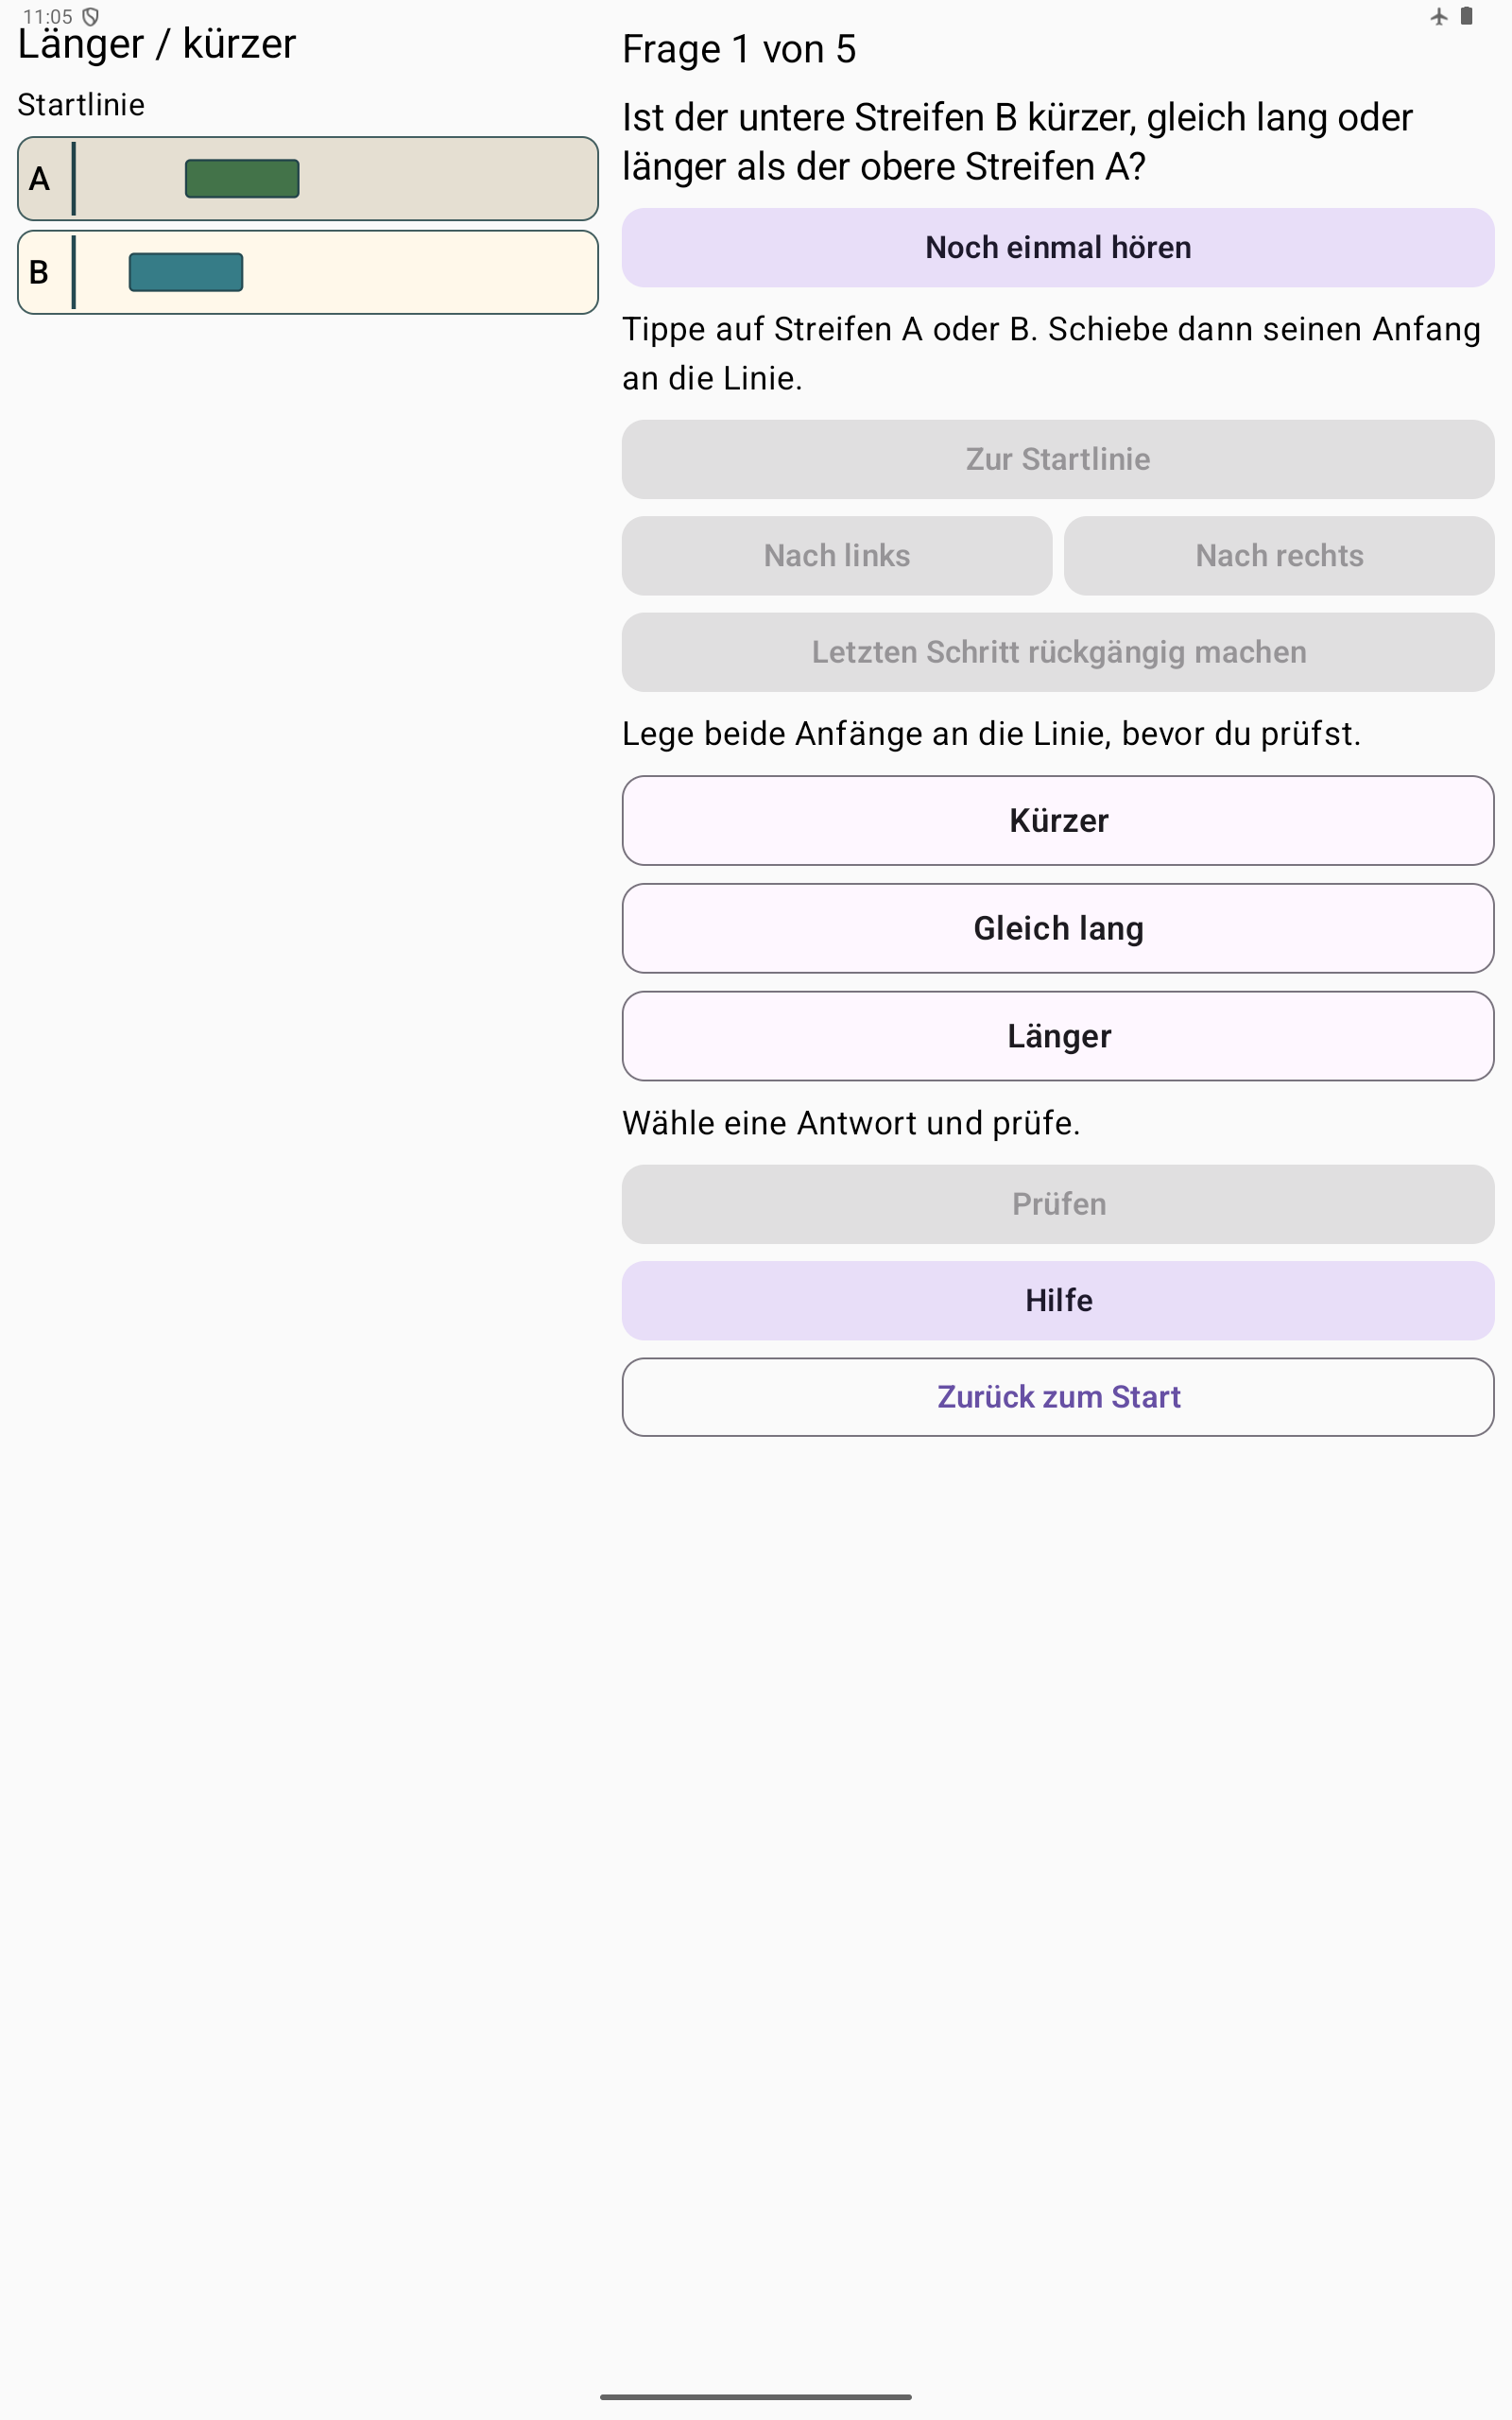 11:05
Länger / kürzer
Startlinie
A
B
Frage 1 von 5
Ist der untere Streifen B kürzer, gleich lang oder
länger als der obere Streifen A?
Noch einmal hören
Tippe auf Streifen A oder B. Schiebe dann seinen Anfang
an die Linie.
Zur Startlinie
Nach links
Nach rechts
Letzten Schritt rückgängig machen
Lege beide Anfänge an die Linie, bevor du prüfst.
Kürzer
Gleich lang
Länger
Wähle eine Antwort und prüfe.
Prüfen
Hilfe
Zurück zum Start